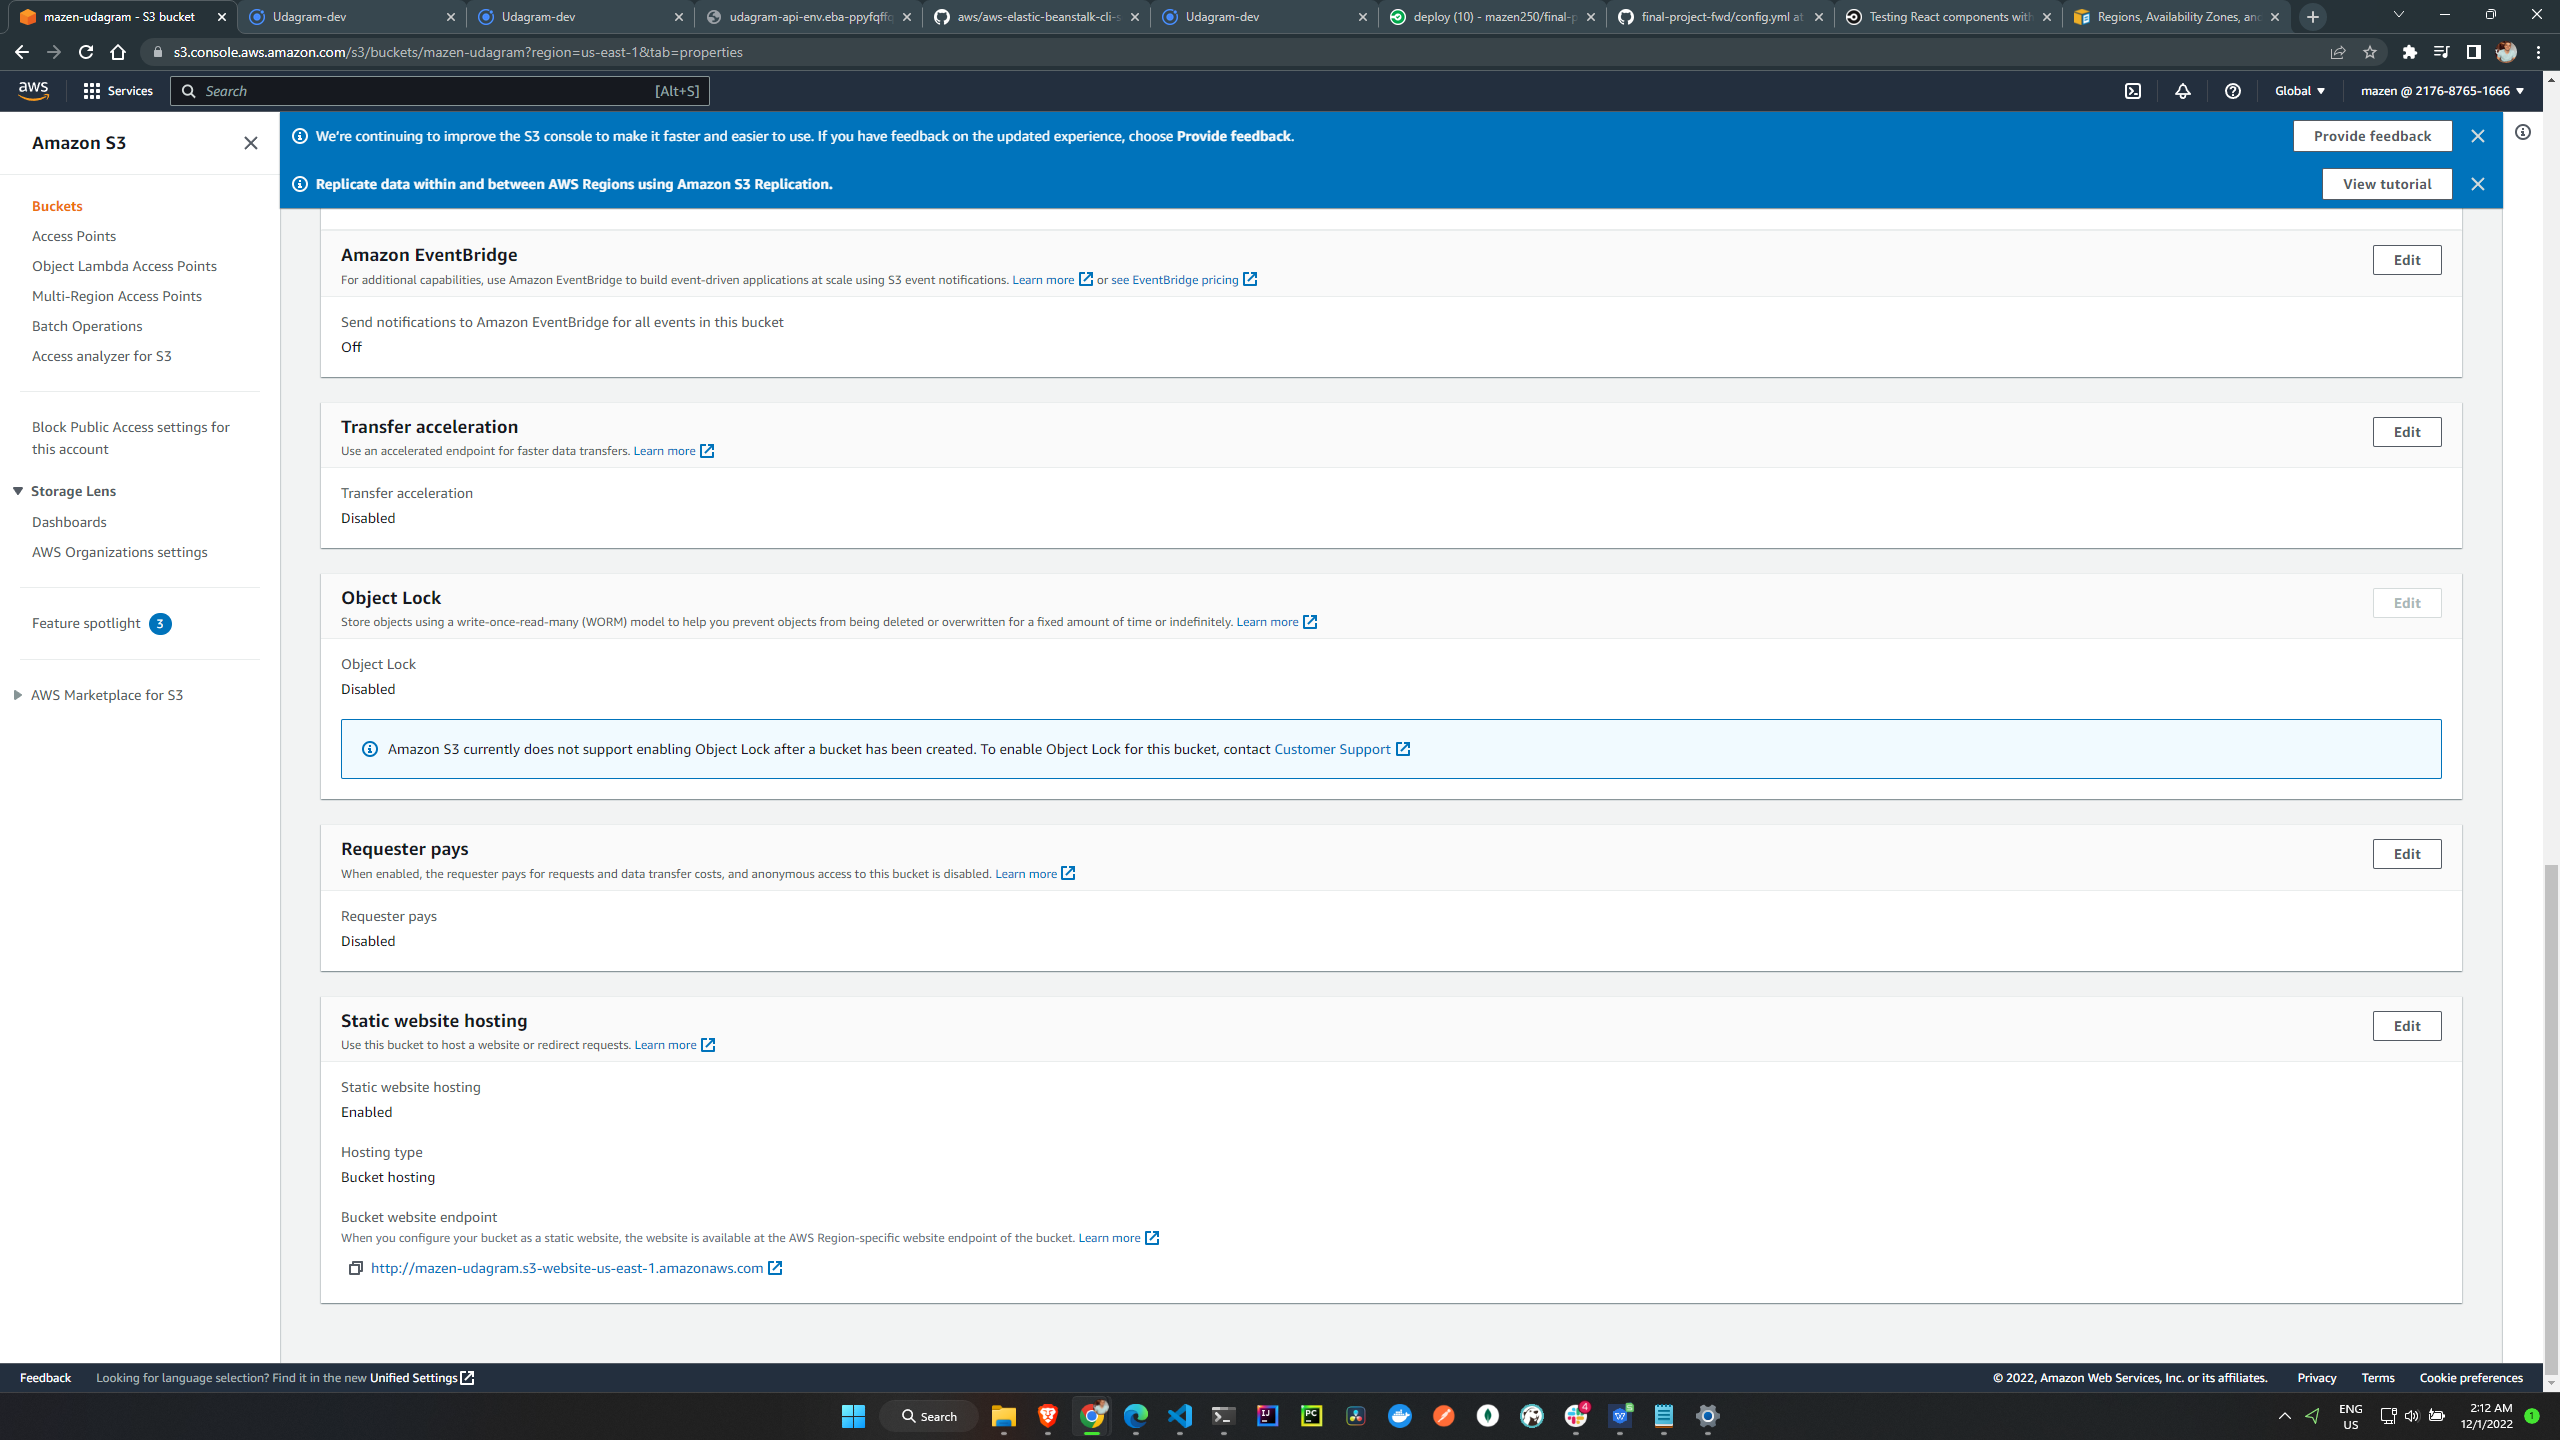 mazen-udagram - S3 bucket
Udagram-dev
Udagram-dev
udagram-api-env.eba-ppyfqffq
aws/aws-elastic-beanstalk-cli-s
Udagram-dev
deploy (10) - mazen250/final-p
final-project-fwd/config.yml at
Testing React components with
Regions, Availability Zones, and
s3.console.aws.amazon.com/s3/buckets/mazen-udagram?region=us-east-1&tab=properties
aws
Services
Search
[Alt+S]
Global
mazen @ 2176-8765-1666
Amazon S3
Buckets
Access Points
Object Lambda Access Points
Multi-Region Access Points
Batch Operations
Access analyzer for S3
Block Public Access settings for
this account
Storage Lens
Dashboards
AWS Organizations settings
Feature spotlight 3
AWS Marketplace for S3
We're continuing to improve the S3 console to make it faster and easier to use. If you have feedback on the updated experience, choose Provide feedback.
Provide feedback
Replicate data within and between AWS Regions using Amazon S3 Replication.
View tutorial
Amazon EventBridge
Edit
For additional capabilities, use Amazon EventBridge to build event-driven applications at scale using S3 event notifications. Learn more or see EventBridge pricing
Send notifications to Amazon EventBridge for all events in this bucket
Off
Transfer acceleration
Edit
Use an accelerated endpoint for faster data transfers. Learn more
Transfer acceleration
Disabled
Object Lock
Edit
Store objects using a write-once-read-many (WORM) model to help you prevent objects from being deleted or overwritten for a fixed amount of time or indefinitely. Learn more
Object Lock
Disabled
Amazon S3 currently does not support enabling Object Lock after a bucket has been created. To enable Object Lock for this bucket, contact Customer Support
Requester pays
Edit
When enabled, the requester pays for requests and data transfer costs, and anonymous access to this bucket is disabled. Learn more
Requester pays
Disabled
Static website hosting
Edit
Use this bucket to host a website or redirect requests. Learn more
Static website hosting
Enabled
Hosting type
Bucket hosting
Bucket website endpoint
When you configure your bucket as a static website, the website is available at the AWS Region-specific website endpoint of the bucket. Learn more
http://mazen-udagram.s3-website-us-east-1.amazonaws.com
Feedback
Looking for language selection? Find it in the new Unified Settings
© 2022, Amazon Web Services, Inc. or its affiliates.
Privacy
Terms
Cookie preferences
Search
IJ
PC
4
ENG
US
2:12 AM
12/1/2022
1